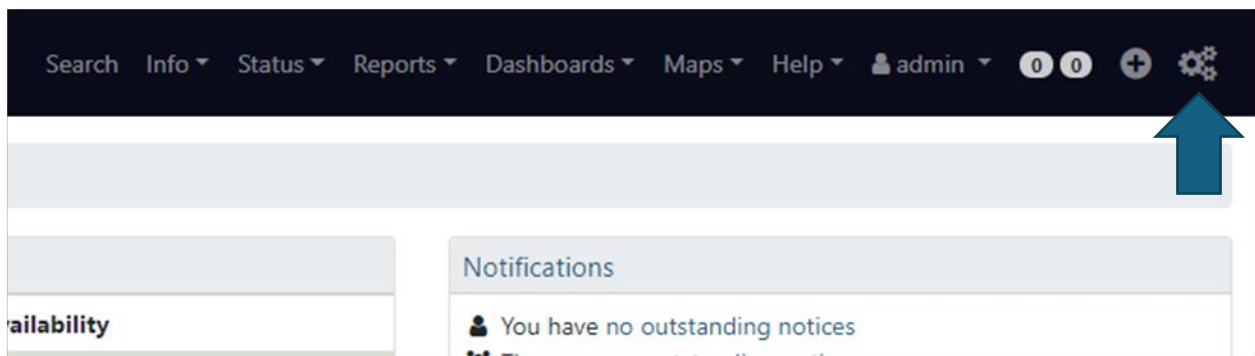 Search Info Status Reports Dashboards Maps Help admin 0 0
Notifications
ailability
You have no outstanding notices